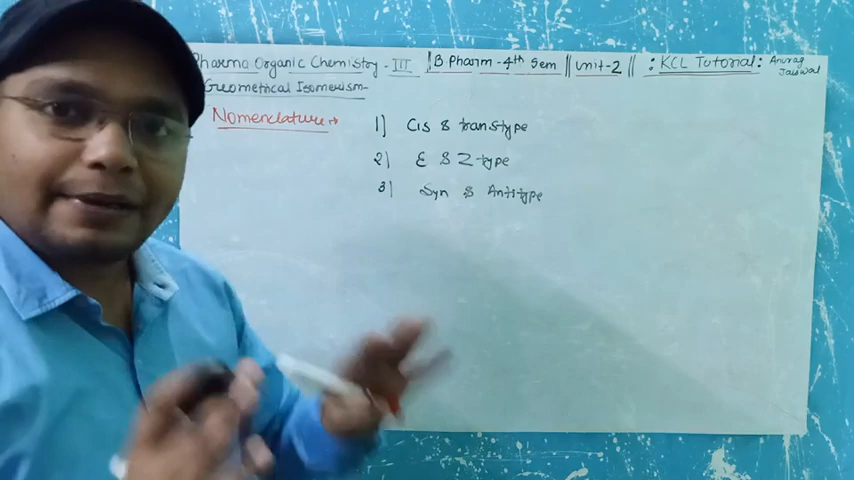 Pharma Organic Chemistry - III || B Pharm - 4th Sem || Unit - 2 || : KCL Tutorial : Anurag Jaiswal
Geometrical Isomerism-
Nomenclature → 1] Cis & trans type
2] E & Z-type
3] Syn & Anti type